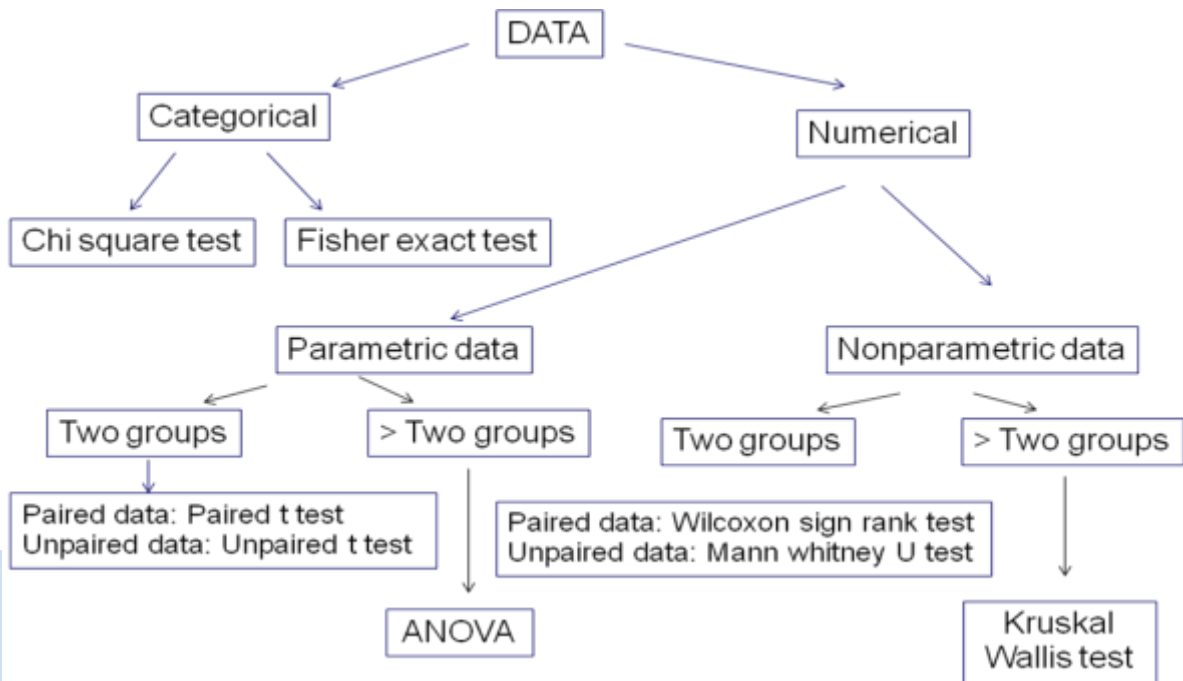 DATA
Categorical
Numerical
Chi square test
Fisher exact test
Parametric data
Nonparametric data
Two groups
> Two groups
Two groups
> Two groups
Paired data: Paired t test
Unpaired data: Unpaired t test
Paired data: Wilcoxon sign rank test
Unpaired data: Mann whitney U test
ANOVA
Kruskal
Wallis test